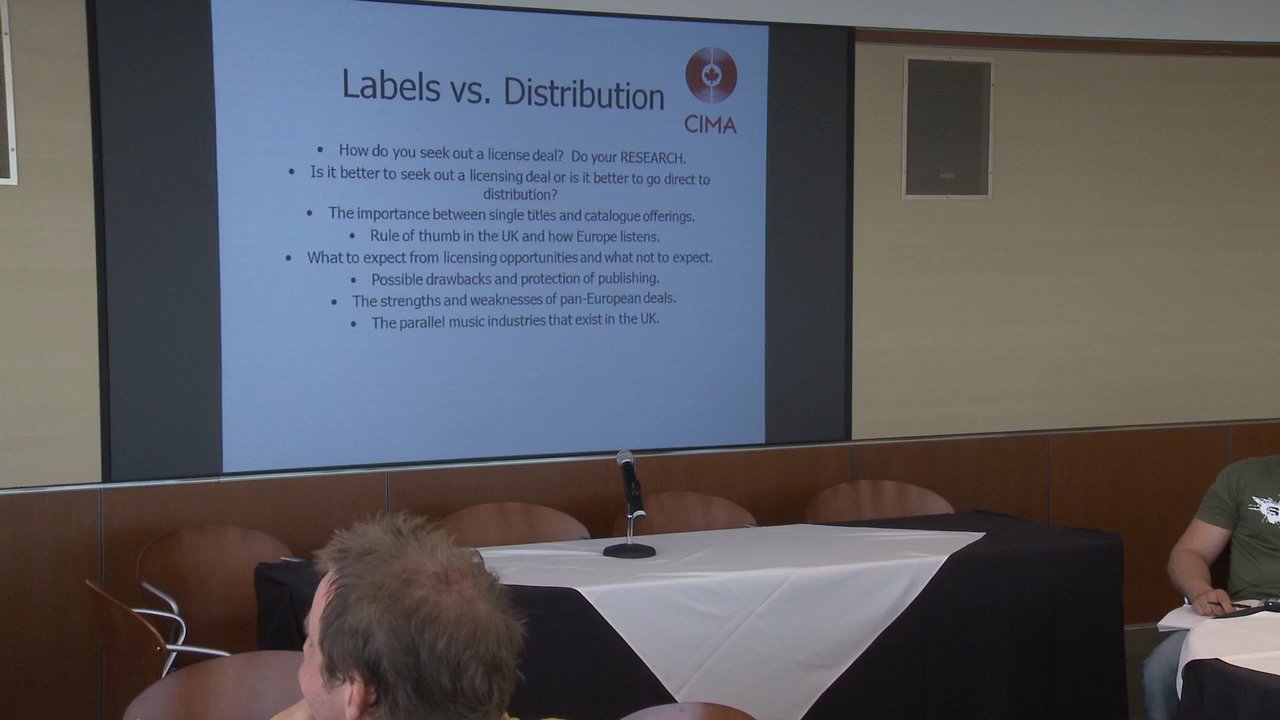 Labels vs. Distribution
CIMA
• How do you seek out a license deal? Do your RESEARCH.
• Is it better to seek out a licensing deal or is it better to go direct to
distribution?
• The importance between single titles and catalogue offerings.
• Rule of thumb in the UK and how Europe listens.
• What to expect from licensing opportunities and what not to expect.
• Possible drawbacks and protection of publishing.
• The strengths and weaknesses of pan-European deals.
• The parallel music industries that exist in the UK.